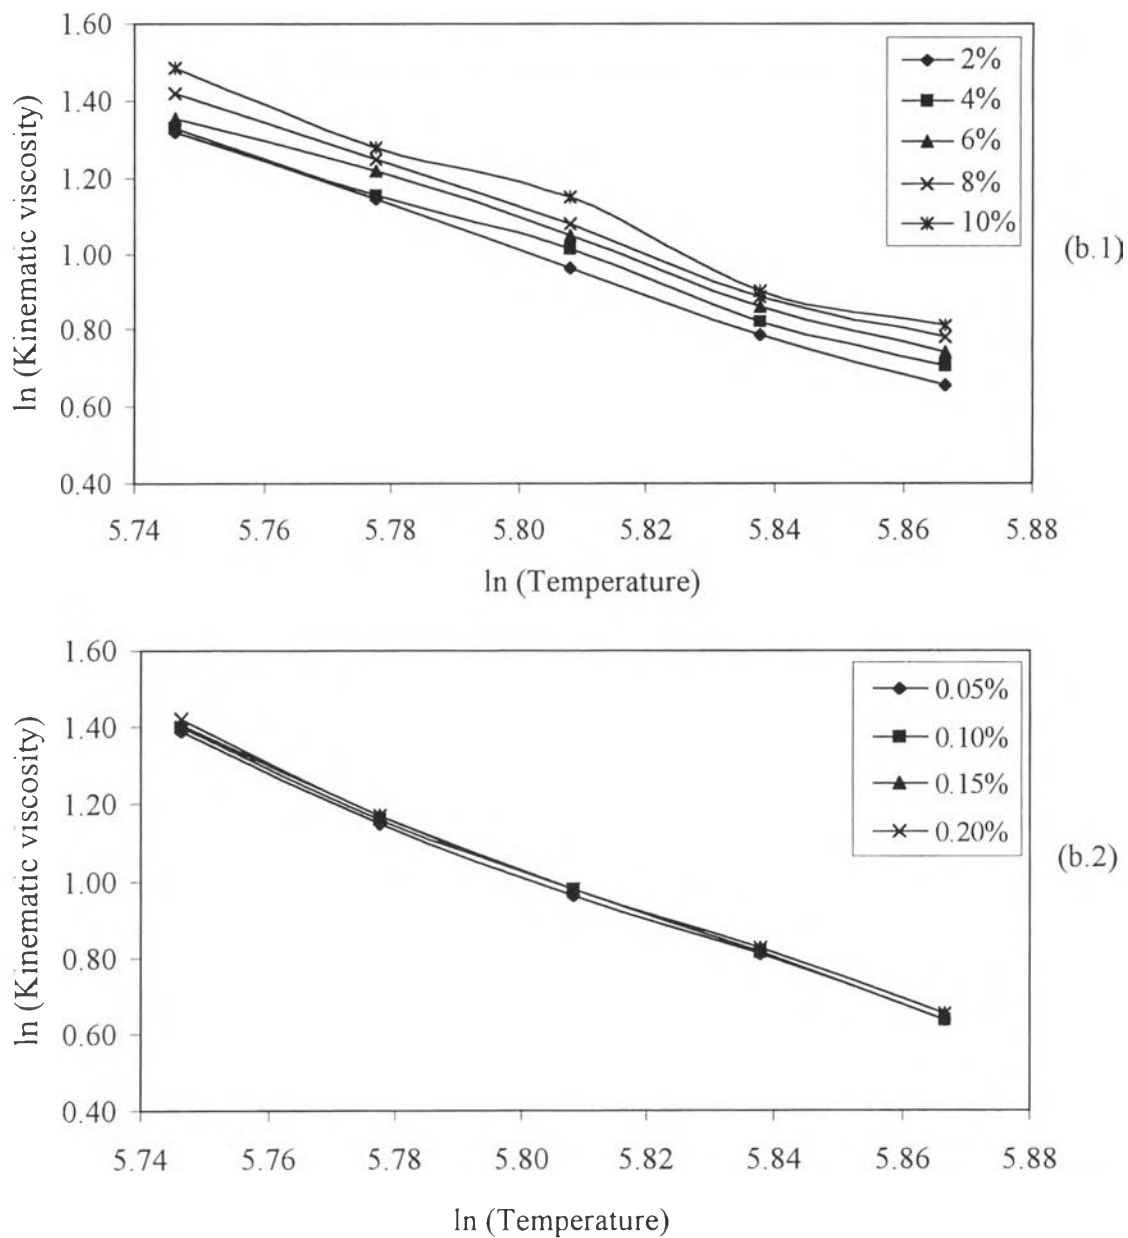 1.60
1.40
1.20
1.00
0.80
0.60
0.40
ln (Kinematic viscosity)
5.74 5.76 5.78 5.80 5.82 5.84 5.86 5.88
ln (Temperature)
2%
4%
6%
8%
10%
(b.1)
1.60
1.40
1.20
1.00
0.80
0.60
0.40
ln (Kinematic viscosity)
5.74 5.76 5.78 5.80 5.82 5.84 5.86 5.88
ln (Temperature)
0.05%
0.10%
0.15%
0.20%
(b.2)